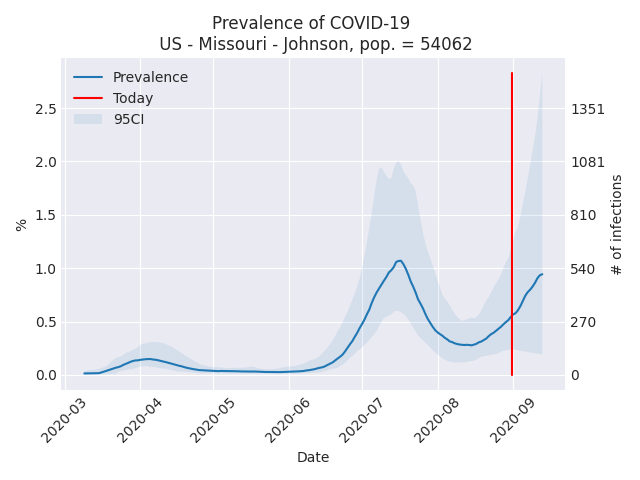 Prevalence of COVID-19
US - Missouri - Johnson, pop. = 54062
Prevalence
Today
95CI
%
2.5
2.0
1.5
1.0
0.5
0.0
1351
1081
810
540
270
0
# of infections
2020-03
2020-04
2020-05
2020-06
2020-07
2020-08
2020-09
Date